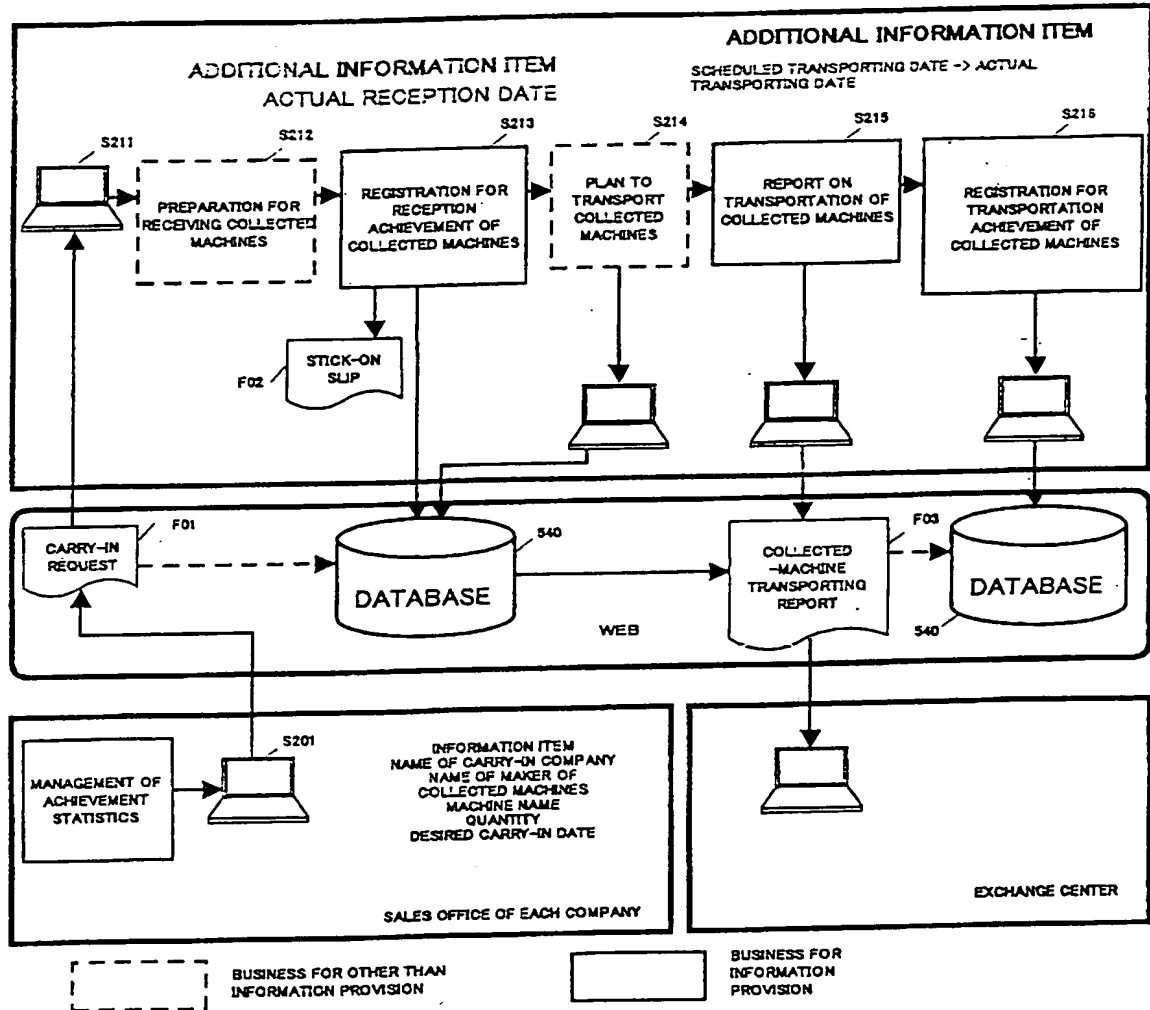 ADDITIONAL INFORMATION ITEM
ACTUAL RECEPTION DATE
ADDITIONAL INFORMATION ITEM
SCHEDULED TRANSPORTING DATE -> ACTUAL
TRANSPORTING DATE
S211
S212
PREPARATION FOR
RECEIVING COLLECTED
MACHINES
S213
REGISTRATION FOR
RECEPTION
ACHIEVEMENT OF
COLLECTED MACHINES
S214
PLAN TO
TRANSPORT
COLLECTED
MACHINES
S215
REPORT ON
TRANSPORTATION OF
COLLECTED MACHINES
S216
REGISTRATION FOR
TRANSPORTATION
ACHIEVEMENT OF
COLLECTED MACHINES
F02
STICK-ON
SLIP
F01
CARRY-IN
REQUEST
540
DATABASE
WEB
F03
COLLECTED
-MACHINE
TRANSPORTING
REPORT
DATABASE
540
MANAGEMENT OF
ACHIEVEMENT
STATISTICS
S201
INFORMATION ITEM
NAME OF CARRY-IN COMPANY
NAME OF MAKER OF
COLLECTED MACHINES
MACHINE NAME
QUANTITY
DESIRED CARRY-IN DATE
SALES OFFICE OF EACH COMPANY
EXCHANGE CENTER
BUSINESS FOR OTHER THAN
INFORMATION PROVISION
BUSINESS FOR
INFORMATION
PROVISION